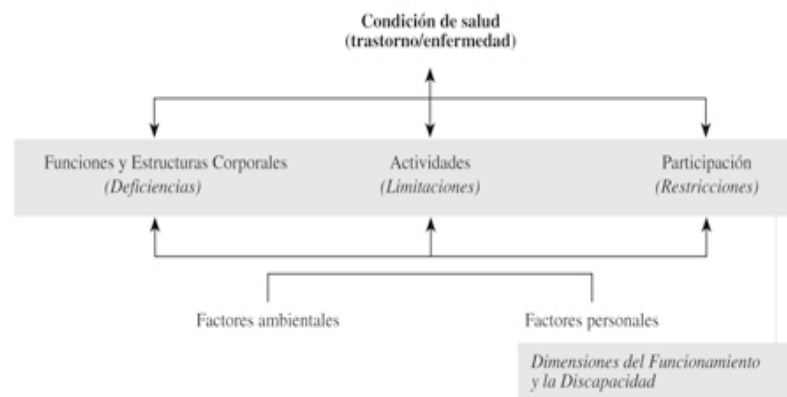 Condición de salud
(trastorno/enfermedad)
Funciones y Estructuras Corporales
(Deficiencias)
Actividades
(Limitaciones)
Participación
(Restricciones)
Factores ambientales
Factores personales
Dimensiones del Funcionamiento
y la Discapacidad